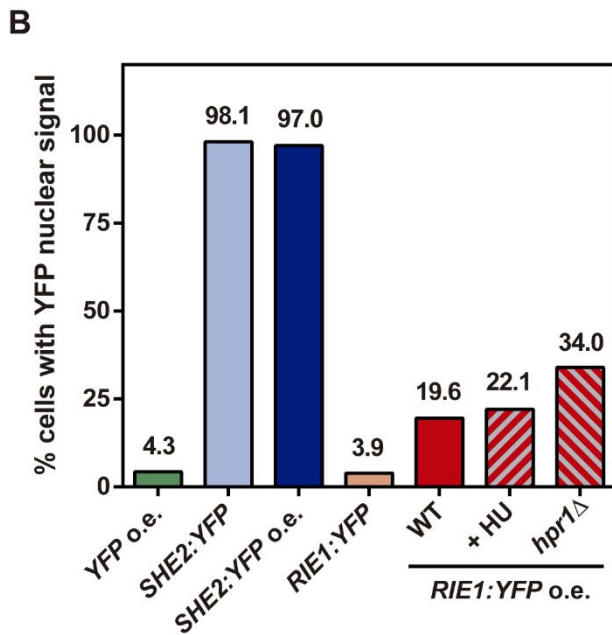 B
% cells with YFP nuclear signal
100
75
50
25
0
4.3
98.1
97.0
3.9
19.6
22.1
34.0
YFP o.e.
SHE2:YFP
SHE2:YFP o.e.
RIE1:YFP
WT
+ HU
hpr1Δ
RIE1:YFP o.e.